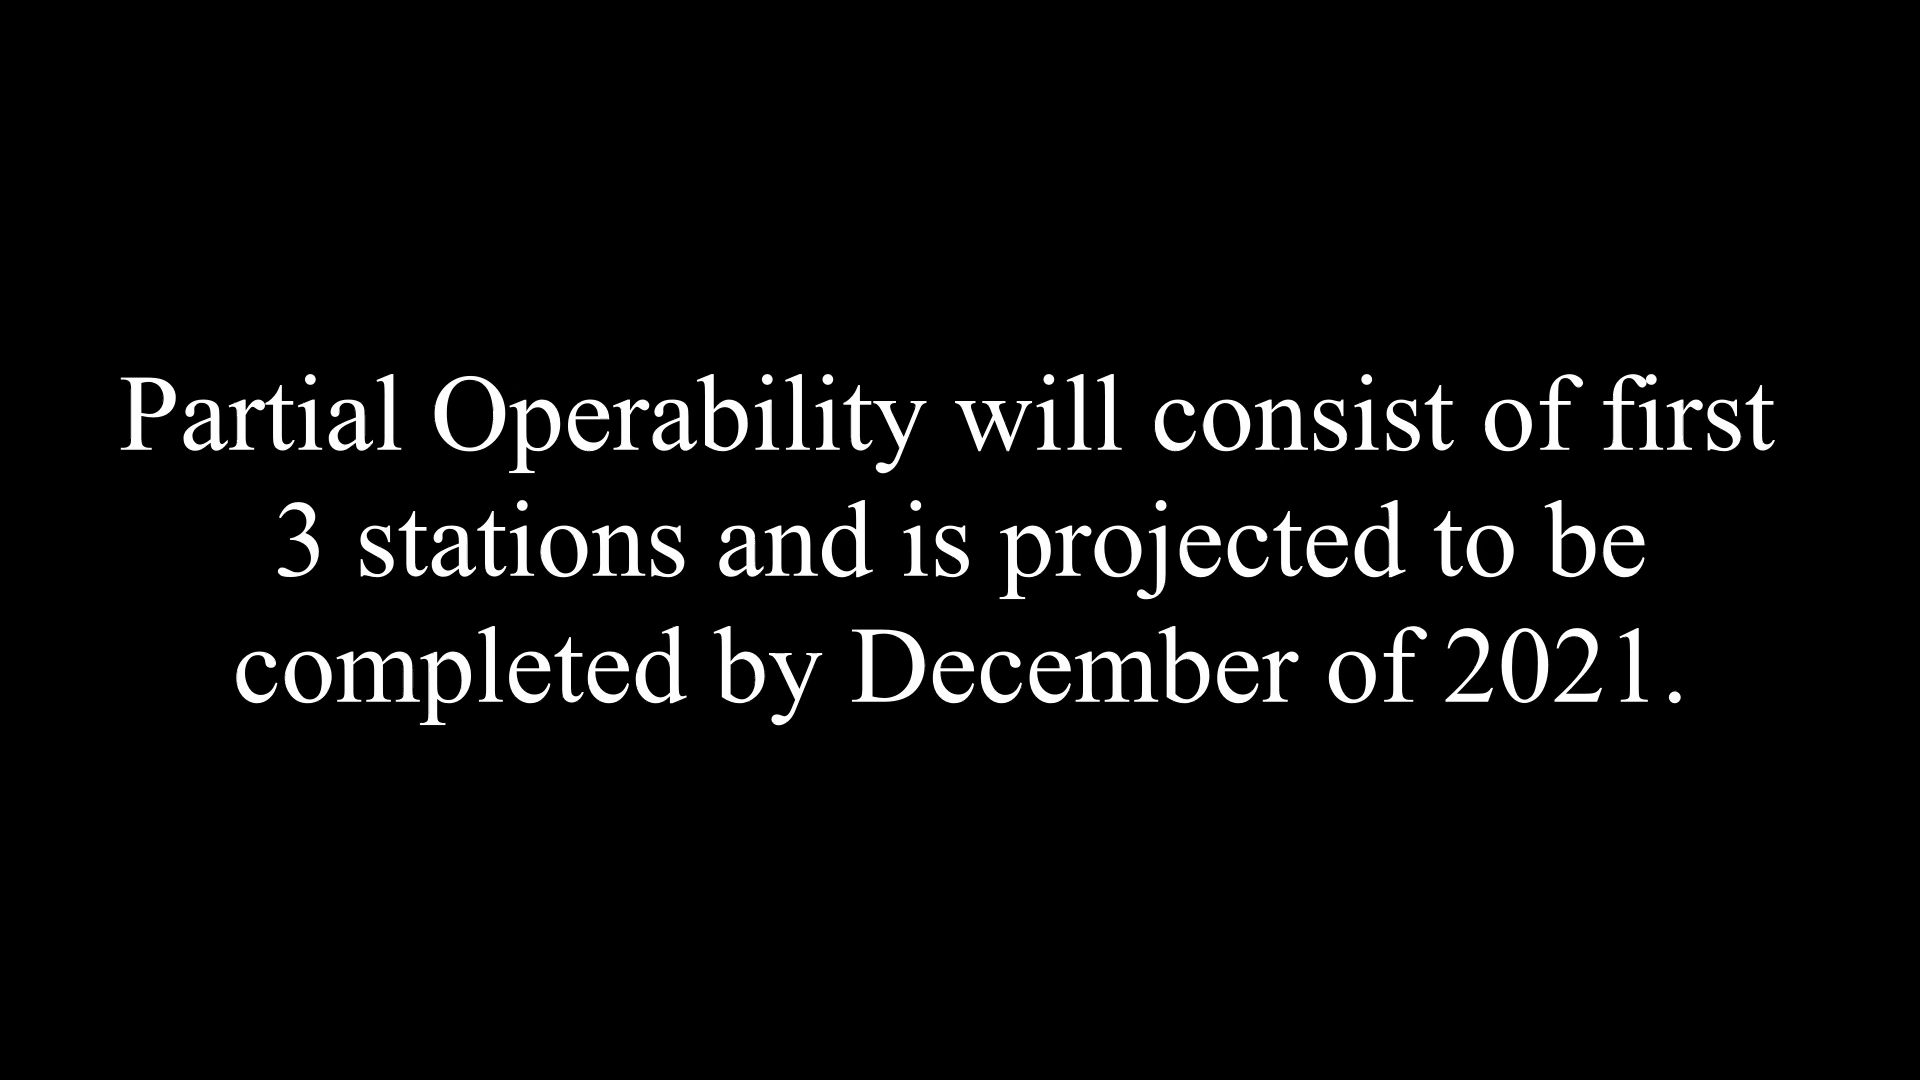 Partial Operability will consist of first
3 stations and is projected to be
completed by December of 2021.